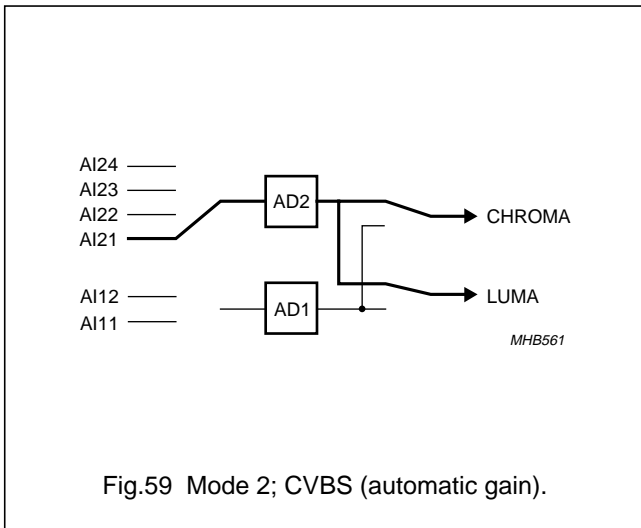 AI24
AI23
AI22
AI21
AD2
CHROMA
AI12
AI11
AD1
LUMA
MHB561
Fig.59 Mode 2; CVBS (automatic gain).